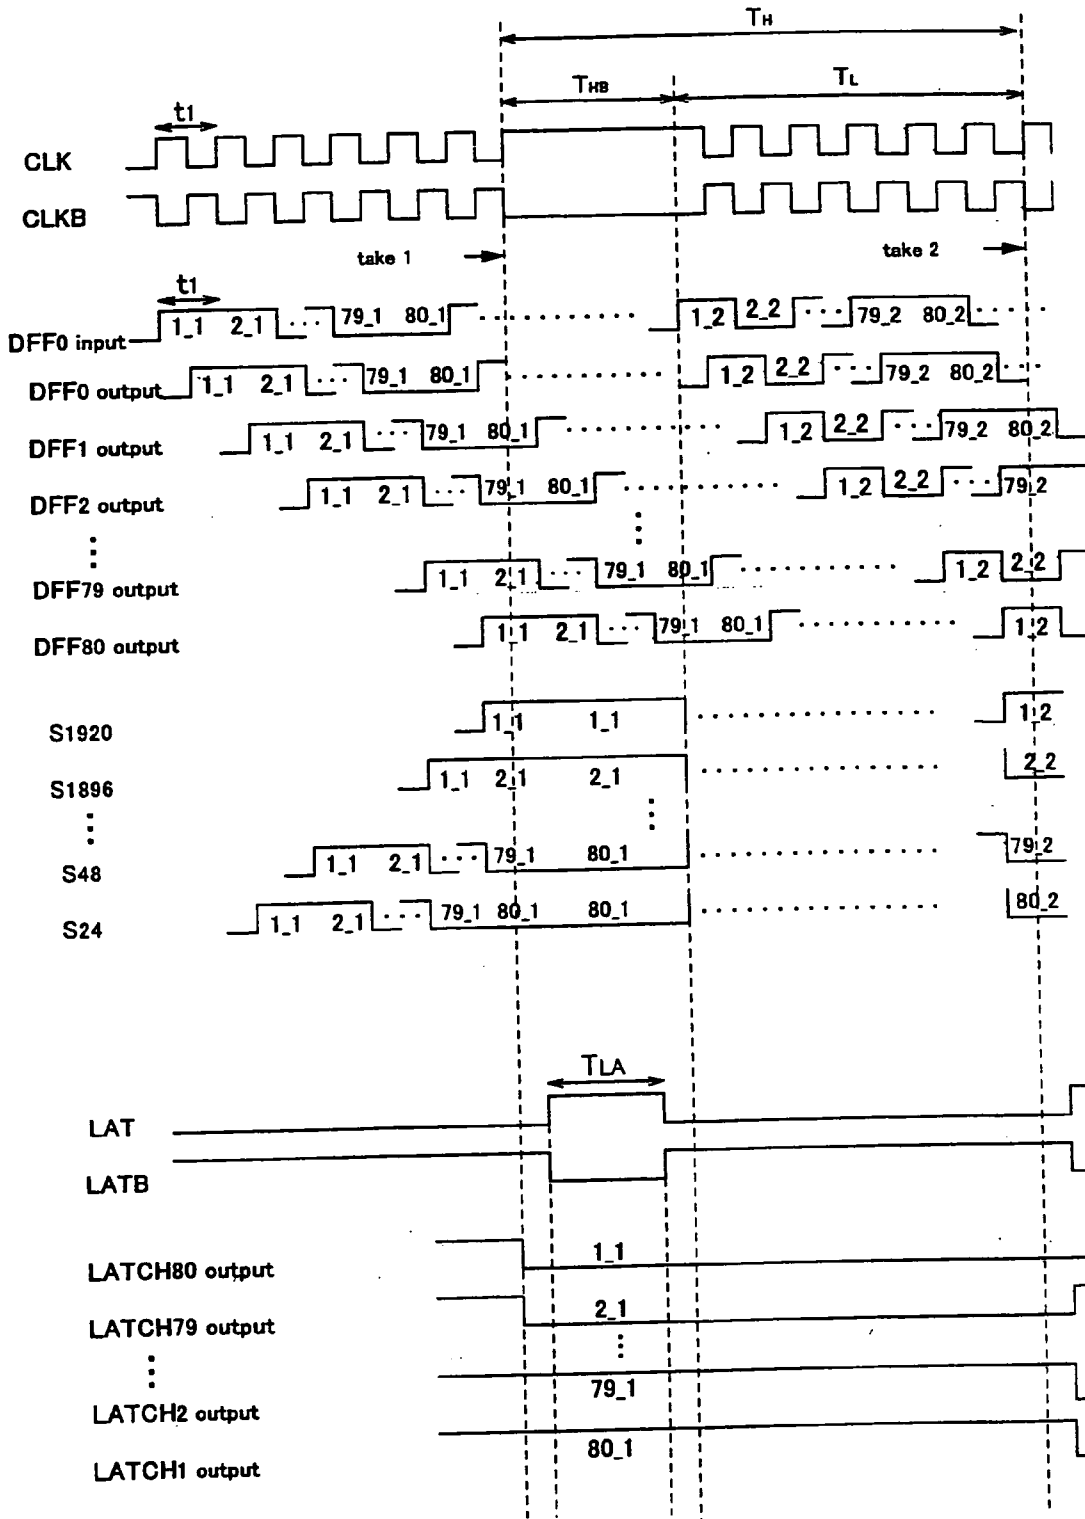 TH
THB TL
t1
CLK
CLKB
take 1 take 2
t1
DFF0 input 1_1 2_1 ··· 79_1 80_1 1_2 2_2 ··· 79_2 80_2
DFF0 output 1_1 2_1 ··· 79_1 80_1 1_2 2_2 ··· 79_2 80_2
DFF1 output 1_1 2_1 ··· 79_1 80_1 1_2 2_2 ··· 79_2 80_2
DFF2 output 1_1 2_1 ··· 79_1 80_1 1_2 2_2 ··· 79_2
DFF79 output 1_1 2_1 ··· 79_1 80_1 1_2 2_2
DFF80 output 1_1 2_1 ··· 79_1 80_1 1_2
S1920 1_1 1_1 1_2
S1896 1_1 2_1 2_1 2_2
S48 1_1 2_1 ··· 79_1 80_1 79_2
S24 1_1 2_1 ··· 79_1 80_1 80_1 80_2
TLA
LAT
LATB
LATCH80 output 1_1
LATCH79 output 2_1
LATCH2 output 79_1
LATCH1 output 80_1